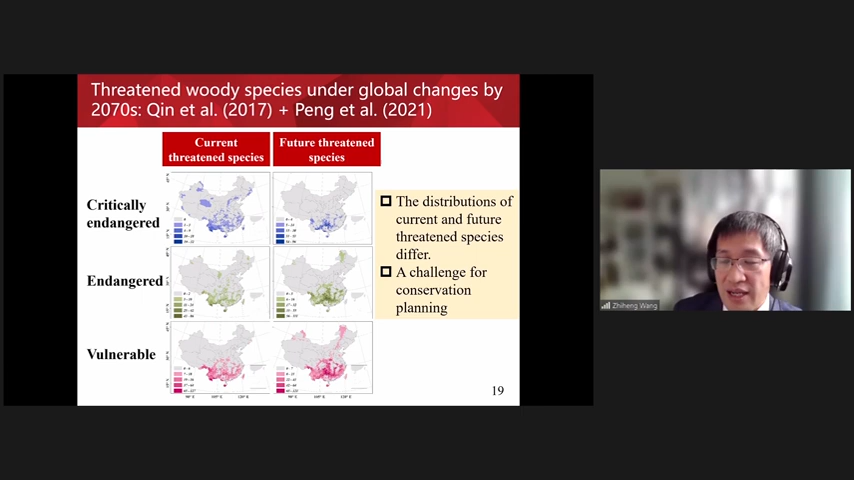 Threatened woody species under global changes by
2070s: Qin et al. (2017) + Peng et al. (2021)
Current
threatened species
Future threatened
species
Critically
endangered
Endangered
Vulnerable
The distributions of
current and future
threatened species
differ.
A challenge for
conservation
planning
19
Zhiheng Wang